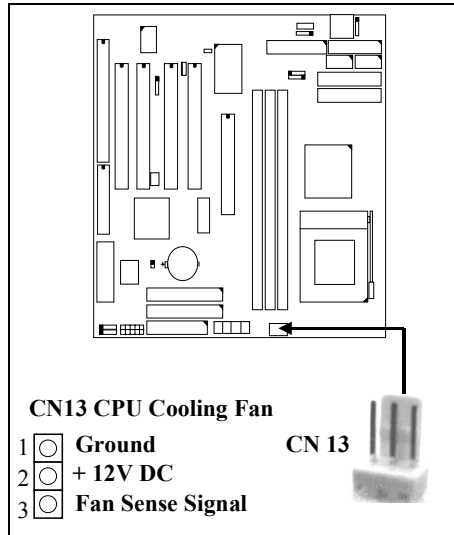 CN13 CPU Cooling Fan
1 Ground
CN 13
2 + 12V DC
3 Fan Sense Signal